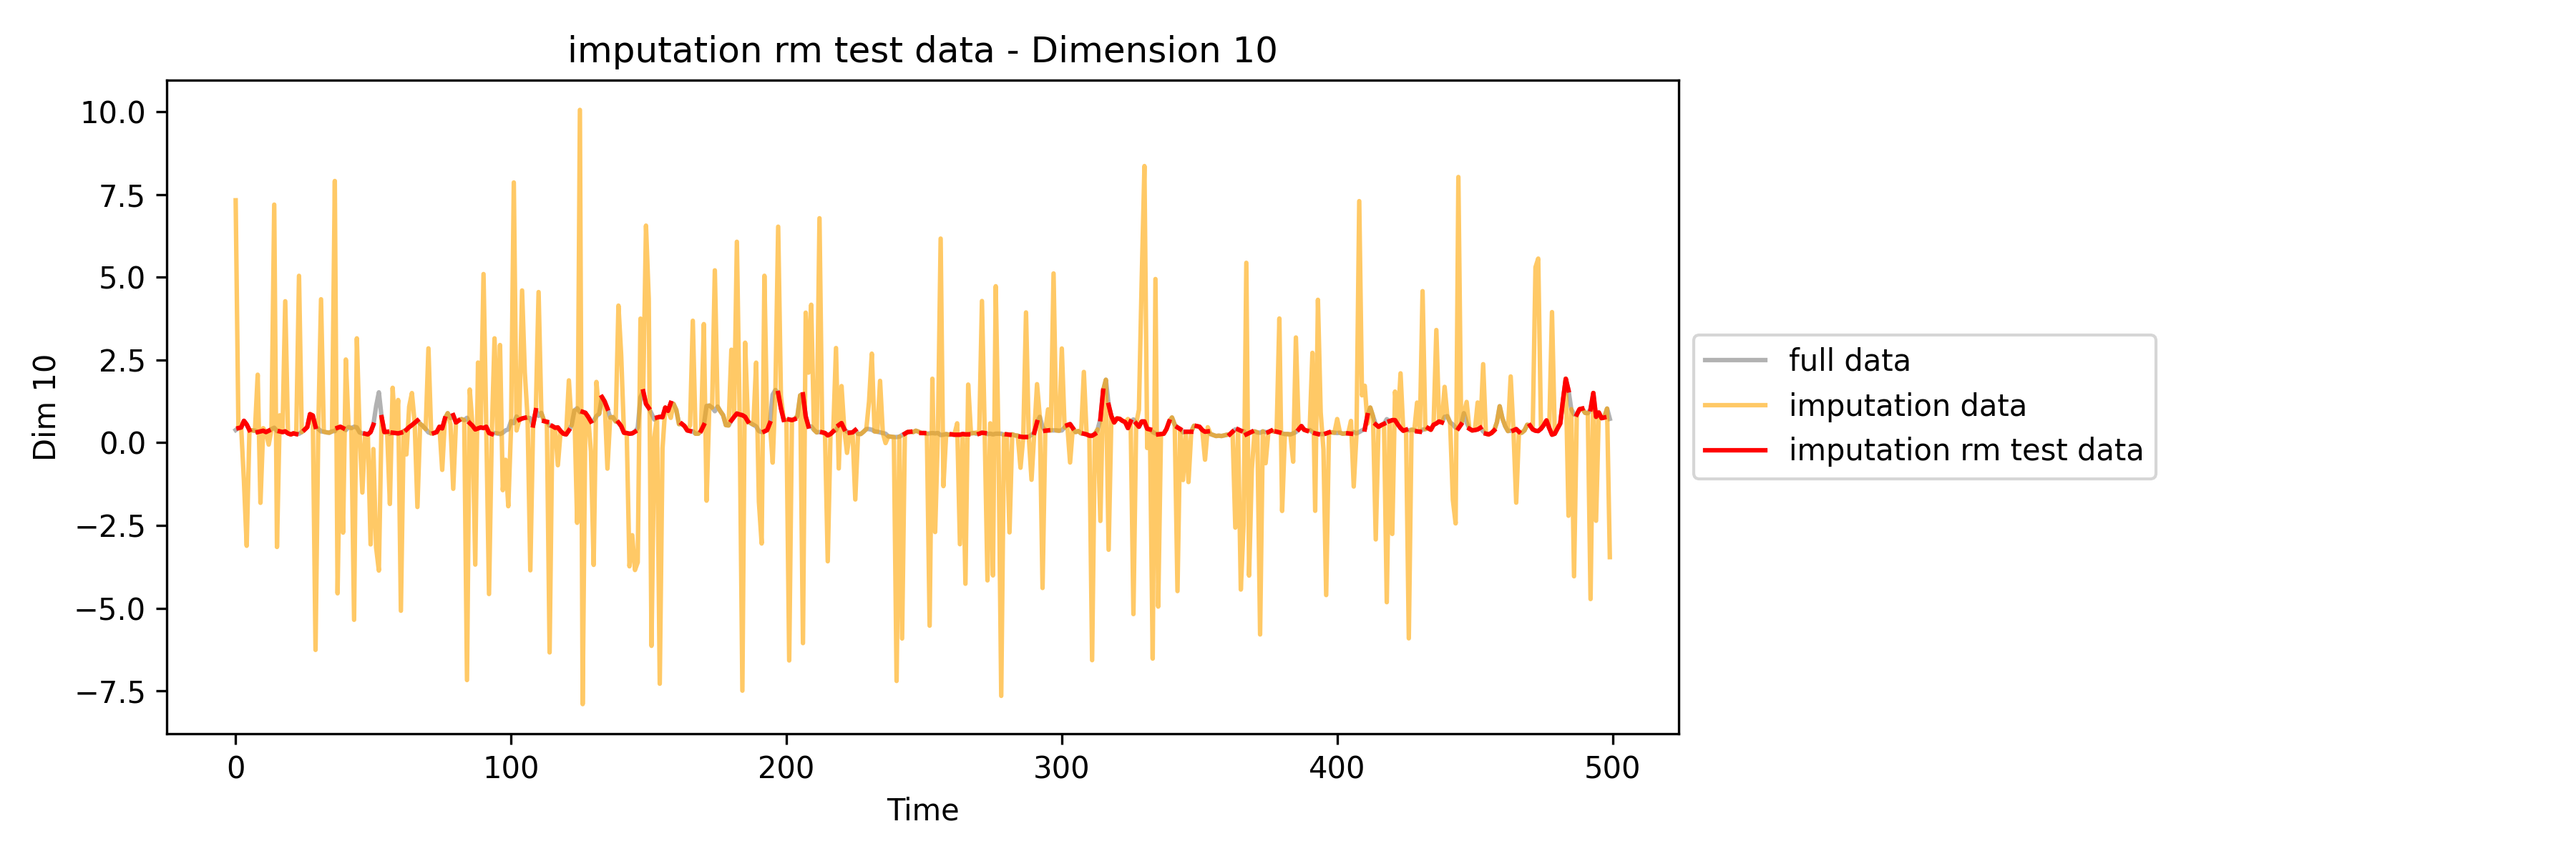 imputation rm test data - Dimension 10
10.0
7.5
5.0
2.5
0.0
−2.5
−5.0
−7.5
Dim 10
0
100
200
300
400
500
Time
full data
imputation data
imputation rm test data